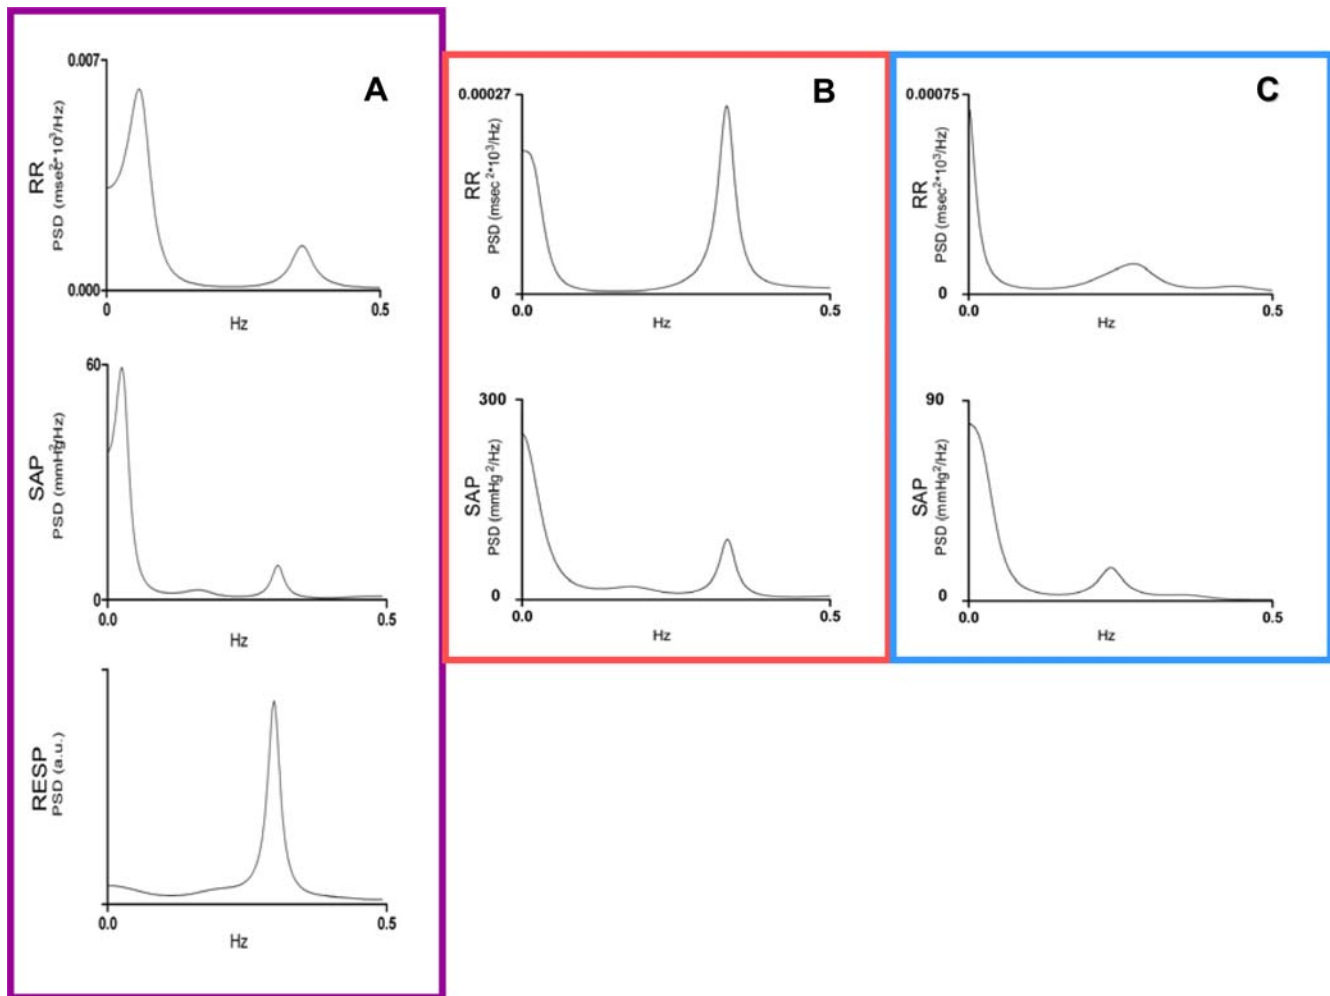 A
0.007
RR
PSD (msec²*10³/Hz)
0.000
0
0.5
Hz
60
SAP
PSD (mmHg²/Hz)
0
0.0
0.5
Hz
RESP
PSD (a.u.)
0.0
0.5
Hz
B
0.00027
RR
PSD (msec²*10³/Hz)
0
0.0
0.5
Hz
300
SAP
PSD (mmHg²/Hz)
0
0.0
0.5
Hz
C
0.00075
RR
PSD (msec²*10³/Hz)
0
0.0
0.5
Hz
90
SAP
PSD (mmHg²/Hz)
0
0.0
0.5
Hz